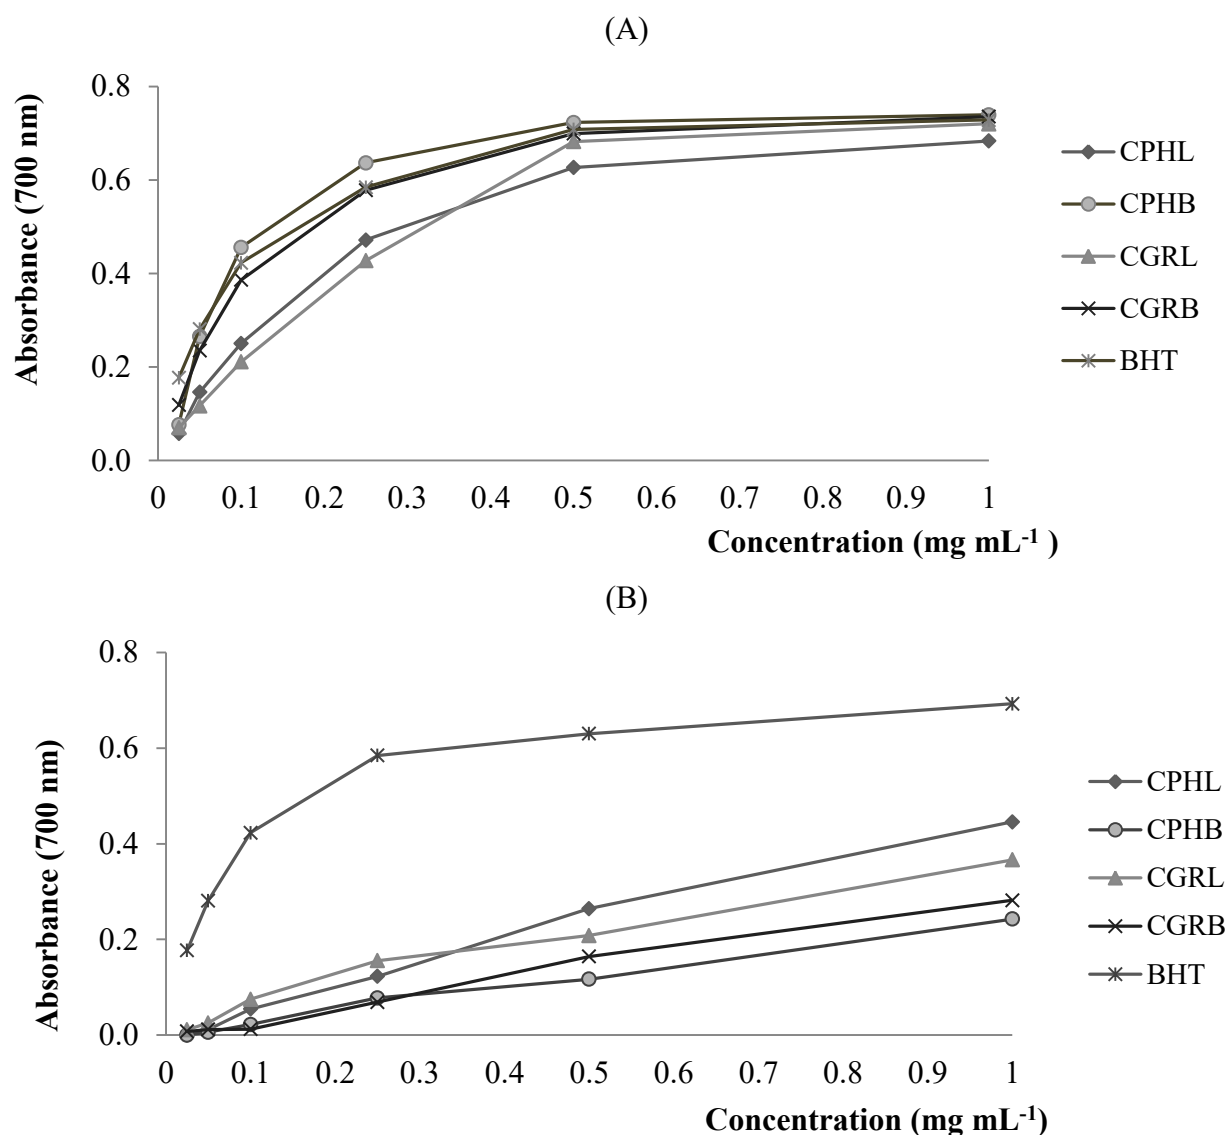 (A)
Absorbance (700 nm)
0.8
0.6
0.4
0.2
0.0
0 0.1 0.2 0.3 0.4 0.5 0.6 0.7 0.8 0.9 1
Concentration (mg mL-1 )
CPHL
CPHB
CGRL
CGRB
BHT
(B)
Absorbance (700 nm)
0.8
0.6
0.4
0.2
0.0
0 0.1 0.2 0.3 0.4 0.5 0.6 0.7 0.8 0.9 1
Concentration (mg mL-1)
CPHL
CPHB
CGRL
CGRB
BHT